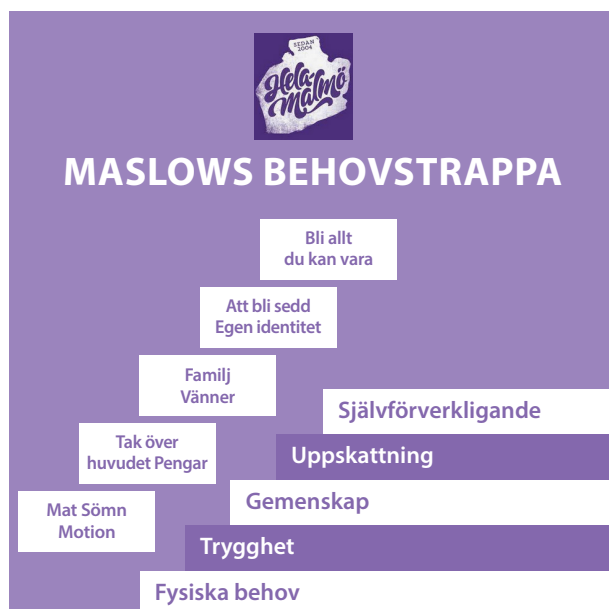 SEDAN
2004
Hela
Malmö
MASLOWS BEHOVSTRAPPA
Bli allt
du kan vara
Att bli sedd
Egen identitet
Familj
Vänner
Tak över
huvudet Pengar
Mat Sömn
Motion
Självförverkligande
Uppskattning
Gemenskap
Trygghet
Fysiska behov